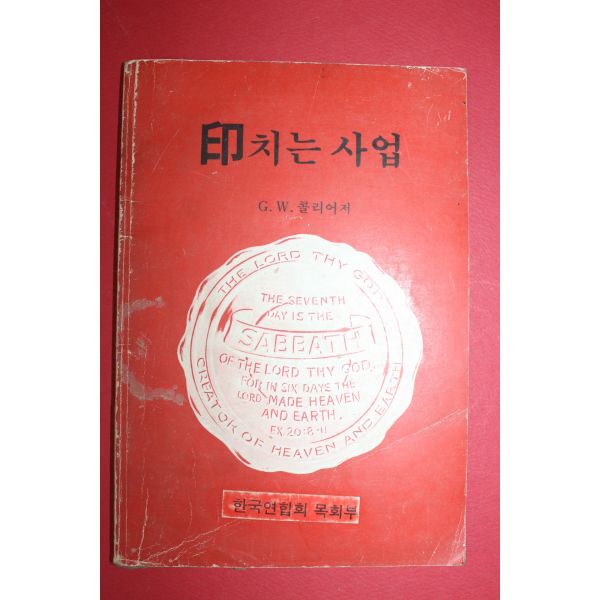 印치는 사업
G. W. 콜리어저
THE LORD THY GOD
THE SEVENTH
DAY IS THE
SABBATH
OF THE LORD THY GOD,
FOR IN SIX DAYS THE
LORD MADE HEAVEN
AND EARTH.
EX 20:8-11
CREATOR OF HEAVEN AND EARTH
한국연합회 목회부